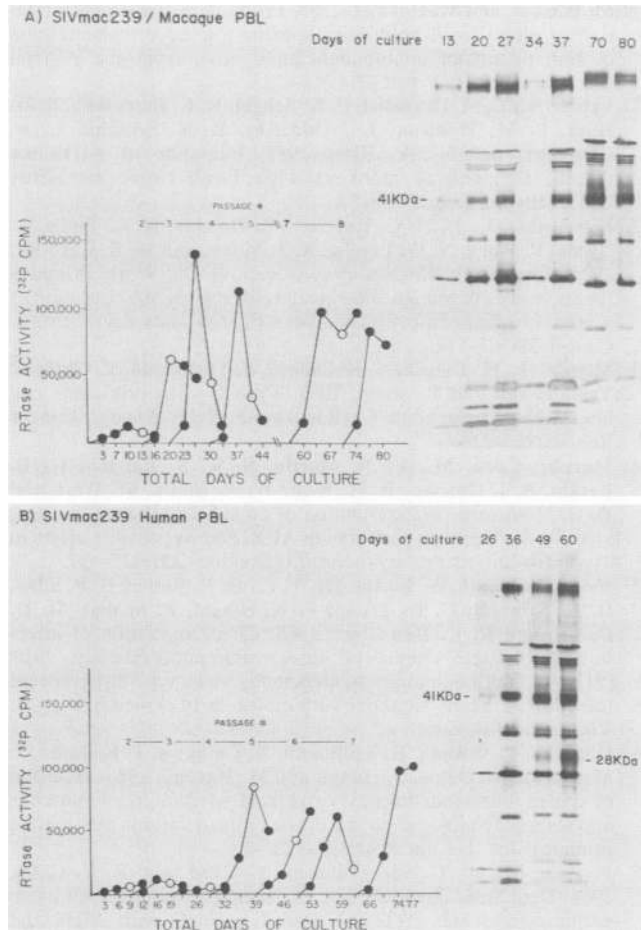 A) SIVmac239 / Macaque PBL
Days of culture 13 20 27 34 37 70 80
41KDa-
PASSAGE #
2 3 4 5 7 8
RTase ACTIVITY (³²P CPM)
150,000
100,000
50,000
3 7 10 13 16 20 23 30 37 44 60 67 74 80
TOTAL DAYS OF CULTURE
B) SIVmac239 Human PBL
Days of culture 26 36 49 60
41KDa-
-28KDa
PASSAGE #
2 3 4 5 6 7
RTase ACTIVITY (³²P CPM)
150,000
100,000
50,000
3 6 9 12 16 19 26 32 39 46 53 59 66 74 77
TOTAL DAYS OF CULTURE